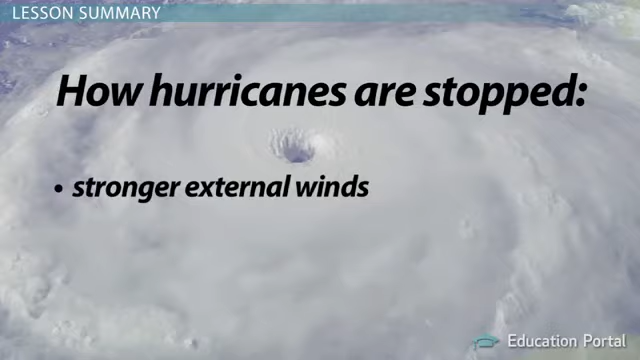 LESSON SUMMARY
How hurricanes are stopped:
• stronger external winds
Education Portal